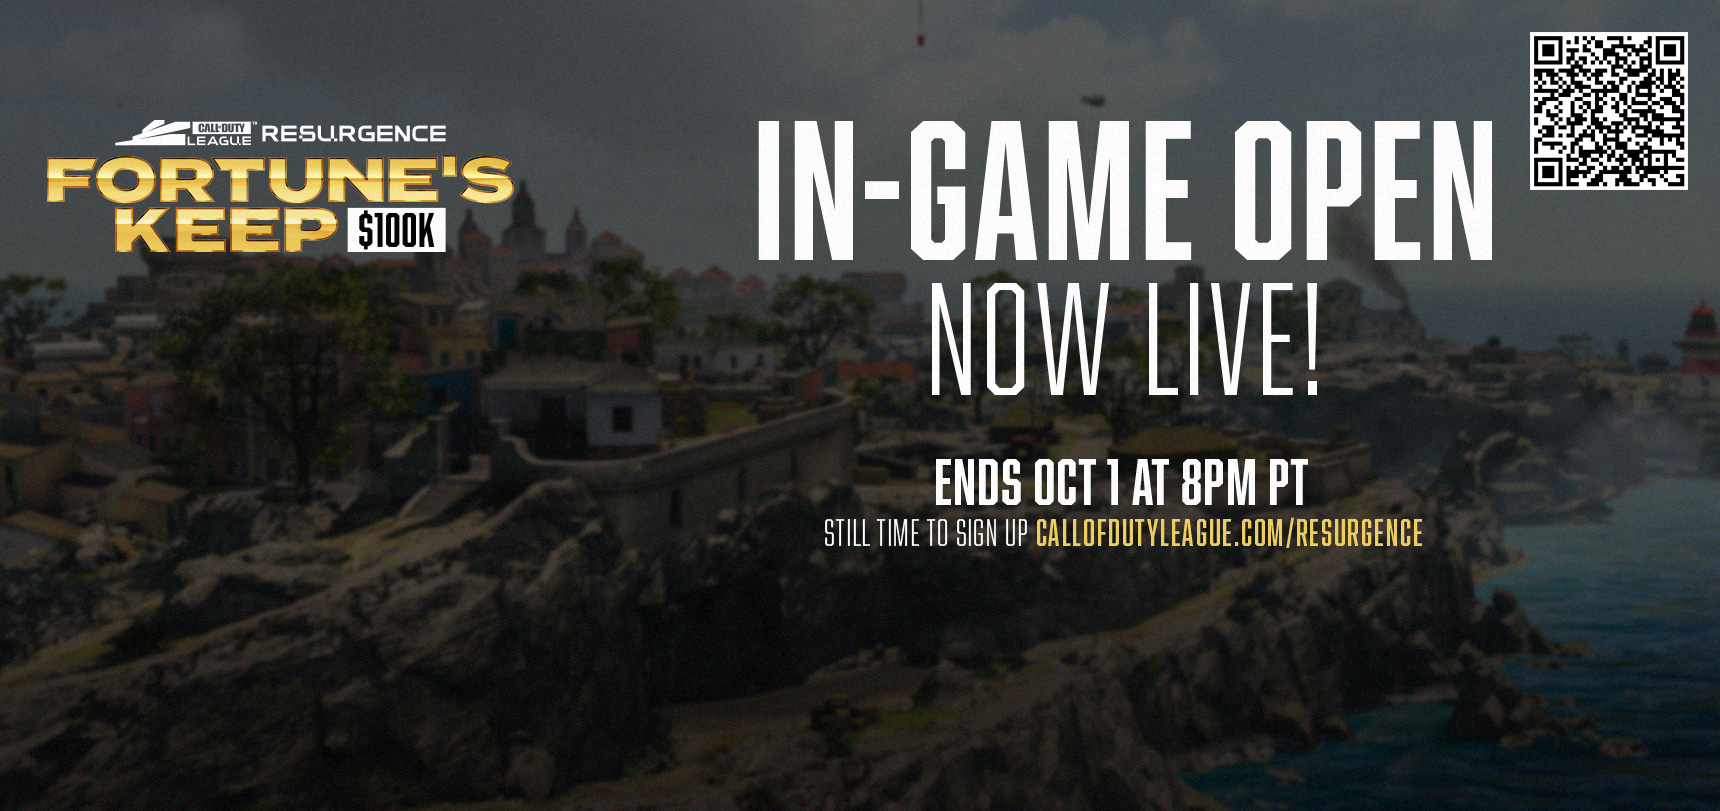 CALL OF DUTY
LEAGUE™ RESURGENCE
FORTUNE'S
KEEP $100K
IN-GAME OPEN
NOW LIVE!
ENDS OCT 1 AT 8PM PT
STILL TIME TO SIGN UP CALLOFDUTYLEAGUE.COM/RESURGENCE